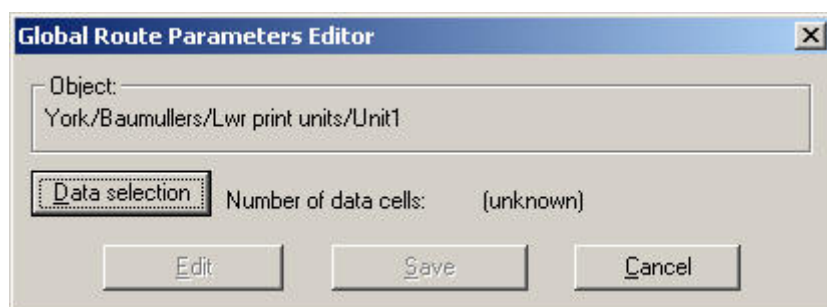 Global Route Parameters Editor
Object:
York/Baumullers/Lwr print units/Unit1
Data selection Number of data cells: (unknown)
Edit Save Cancel